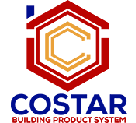 COSTAR
BUILDING PRODUCT SYSTEM